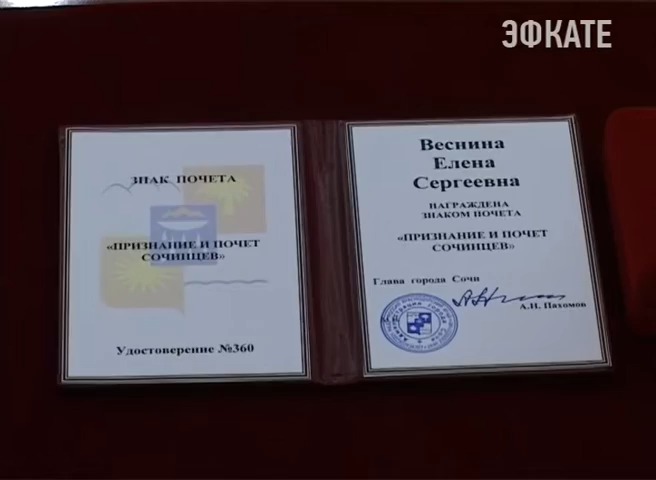 ЭФКАТЕ
ЗНАК ПОЧЕТА
«ПРИЗНАНИЕ И ПОЧЕТ
СОЧИНЦЕВ»
Удостоверение №360
Веснина
Елена
Сергеевна
НАГРАЖДЕНА
ЗНАКОМ ПОЧЕТА
«ПРИЗНАНИЕ И ПОЧЕТ
СОЧИНЦЕВ»
Глава города Сочи
А.Н. Пахомов